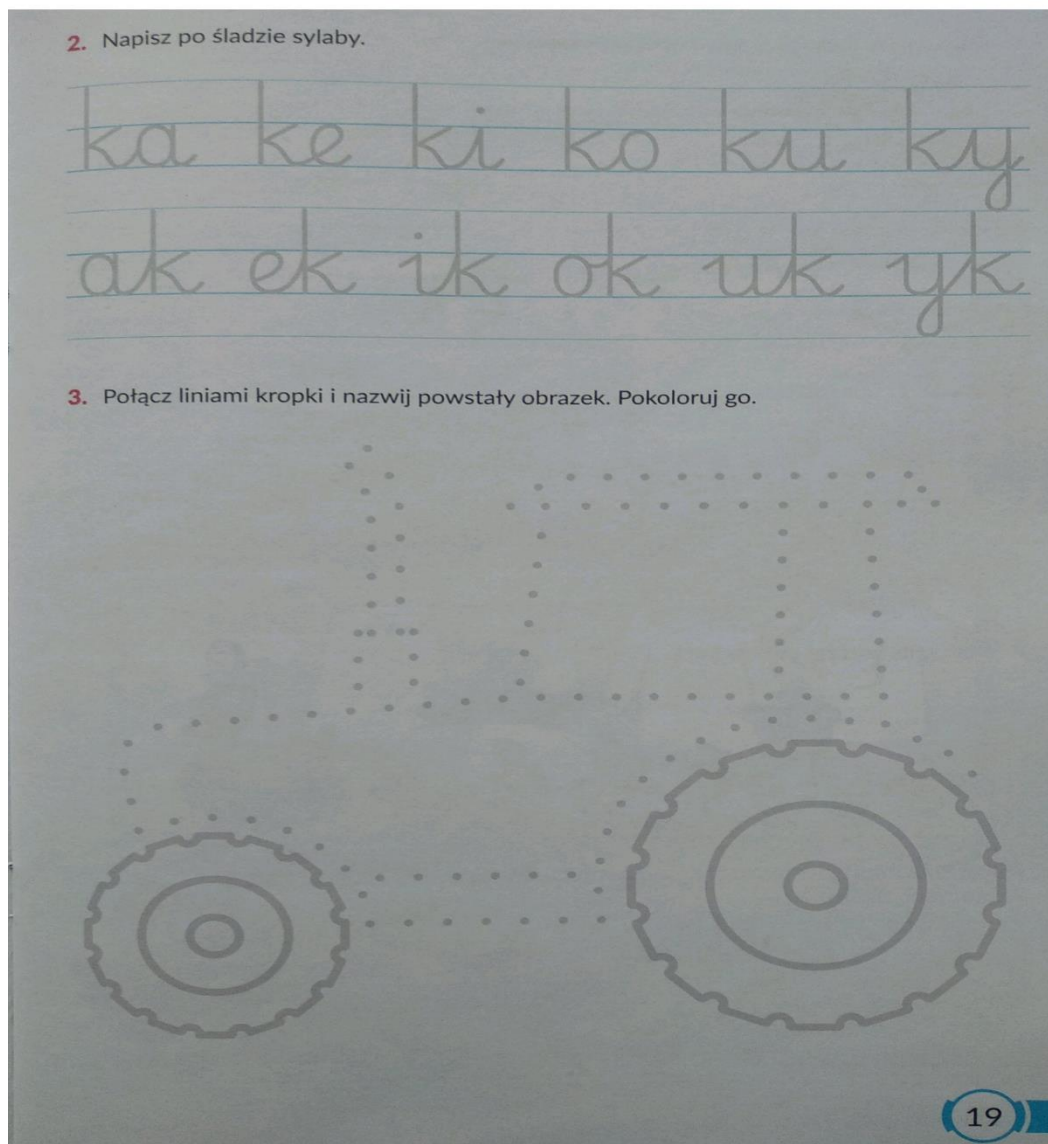 2. Napisz po śladzie sylaby.
ka ke ki ko ku ky
ak ek ik ok uk yk
3. Połącz liniami kropki i nazwij powstały obrazek. Pokoloruj go.
19